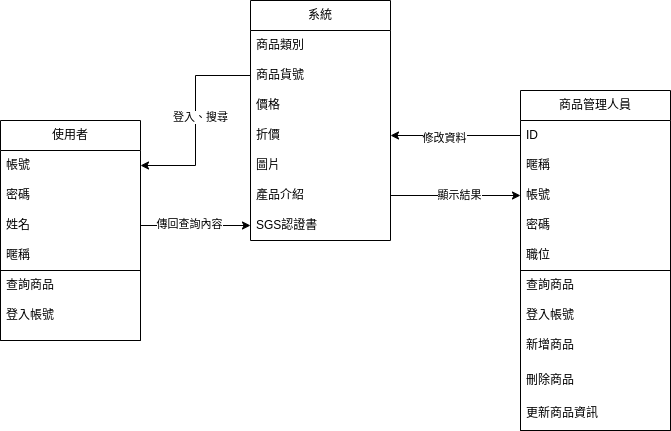 系統
商品類別
商品貨號
價格
折價
圖片
產品介紹
SGS認證書
登入、搜尋
傳回查詢內容
使用者
帳號
密碼
姓名
暱稱
查詢商品
登入帳號
修改資料
顯示結果
商品管理人員
ID
暱稱
帳號
密碼
職位
查詢商品
登入帳號
新增商品
刪除商品
更新商品資訊